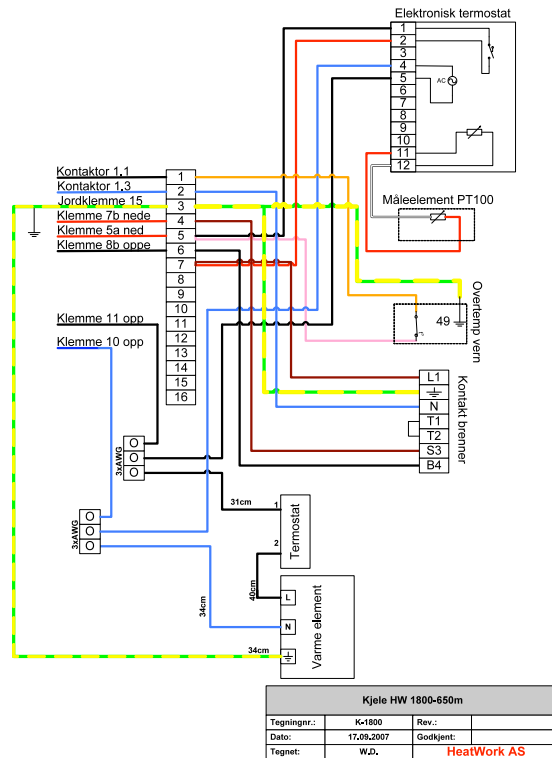 Elektronisk termostat
1
2
3
4
5
6
7
8
9
10
11
12
AC
Kontaktor 1.1
Kontaktor 1.3
Jordklemme 15
Klemme 7b nede
Klemme 5a ned
Klemme 8b oppe
Klemme 11 opp
Klemme 10 opp
1
2
3
4
5
6
7
8
9
10
11
12
13
14
15
16
Måleelement PT100
Overtemp vern
49
Kontakt brenner
L1
N
T1
T2
S3
B4
3xAWG
O
O
O
3xAWG
O
O
O
31cm
1
2
Termostat
40cm
34cm
L
N
Varme element
34cm
Kjele HW 1800-650m
Tegningnr.: K-1800 Rev.:
Dato: 17.09.2007 Godkjent:
Tegnet: W.D. HeatWork AS